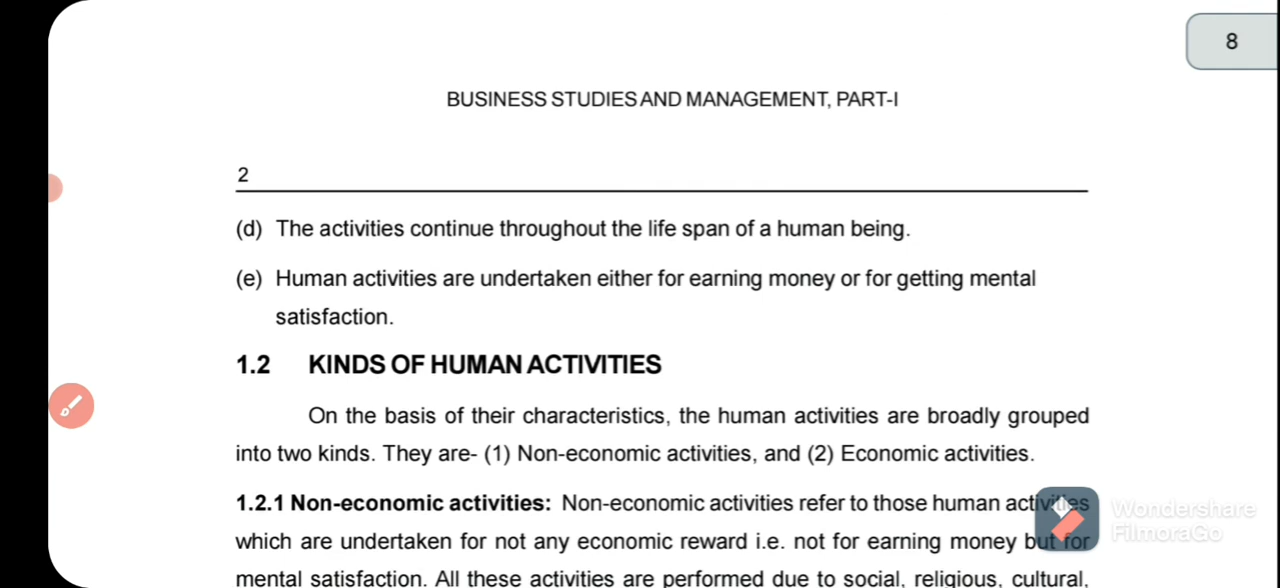 8
BUSINESS STUDIES AND MANAGEMENT, PART-I
2
(d) The activities continue throughout the life span of a human being.
(e) Human activities are undertaken either for earning money or for getting mental
satisfaction.
1.2 KINDS OF HUMAN ACTIVITIES
On the basis of their characteristics, the human activities are broadly grouped
into two kinds. They are- (1) Non-economic activities, and (2) Economic activities.
1.2.1 Non-economic activities: Non-economic activities refer to those human activities
which are undertaken for not any economic reward i.e. not for earning money but for
mental satisfaction. All these activities are performed due to social, religious, cultural,
Wondershare
FilmoraGo